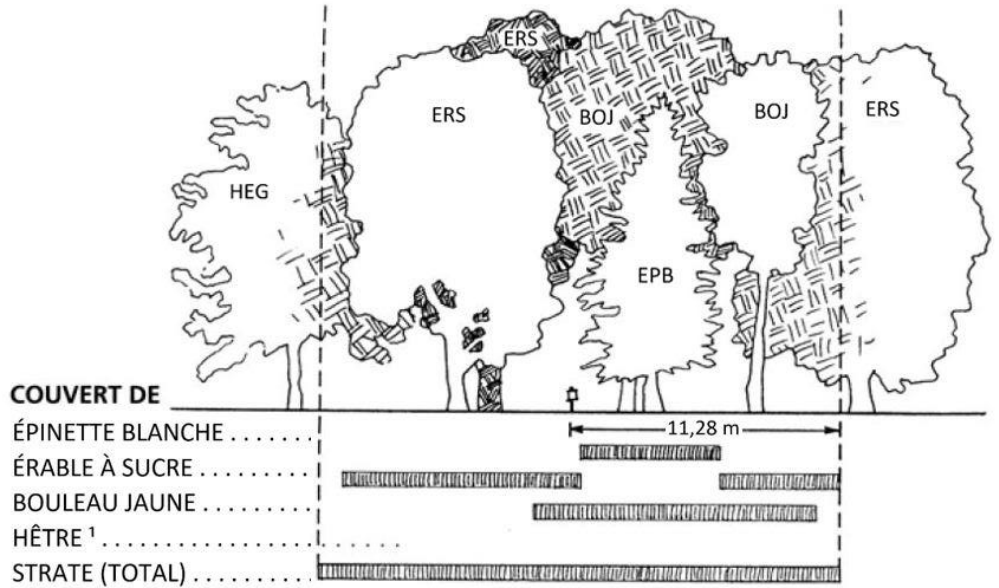 ERS
ERS
BOJ
BOJ
ERS
HEG
EPB
COUVERT DE
11,28 m
ÉPINETTE BLANCHE . . . . . . .
ÉRABLE À SUCRE . . . . . . . . . .
BOULEAU JAUNE . . . . . . . . . .
HÊTRE ¹ . . . . . . . . . . . . . . . . . . . . . . . .
STRATE (TOTAL) . . . . . . . . . . .